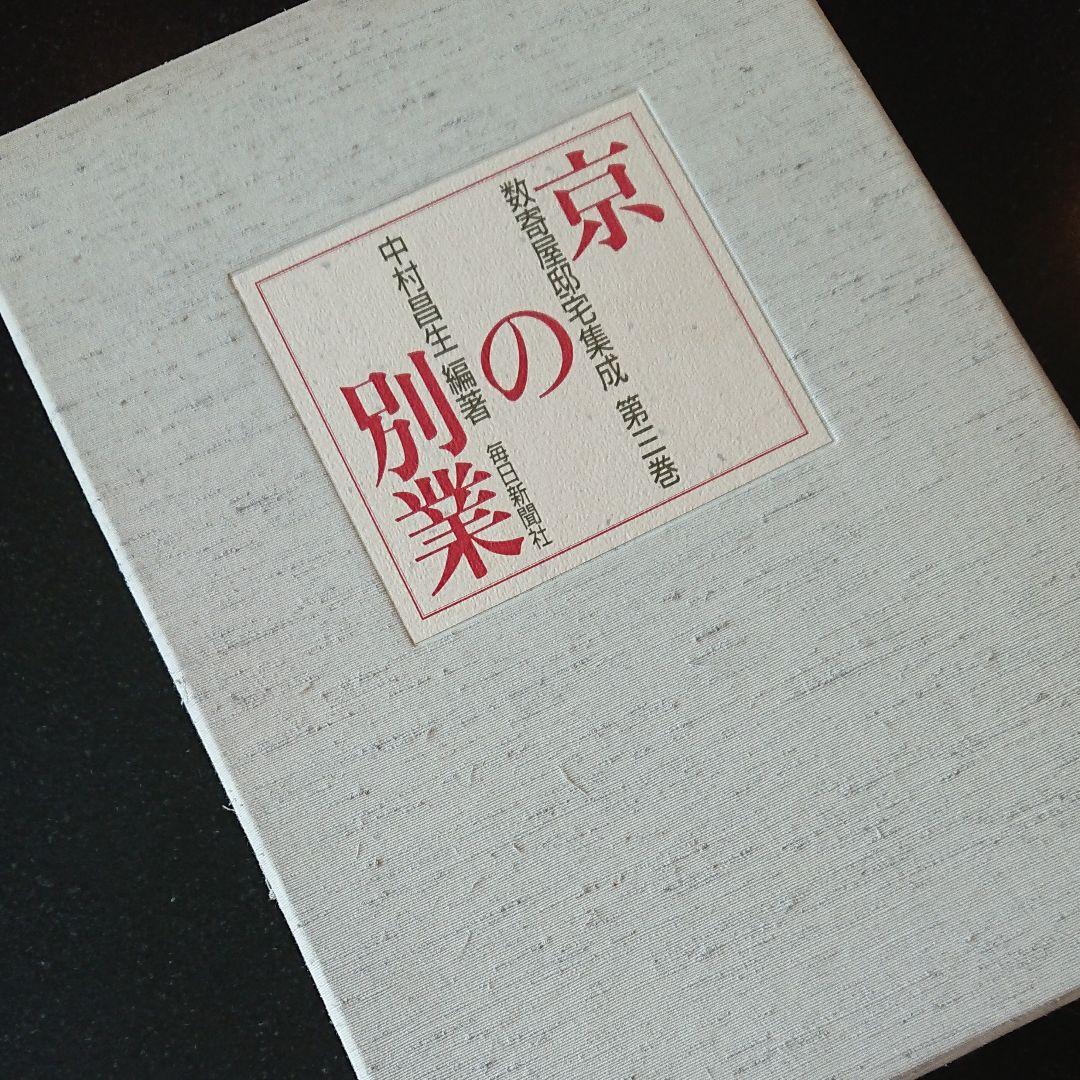 京の別業
数寄屋邸宅集成 第三巻
中村昌生 編著
毎日新聞社